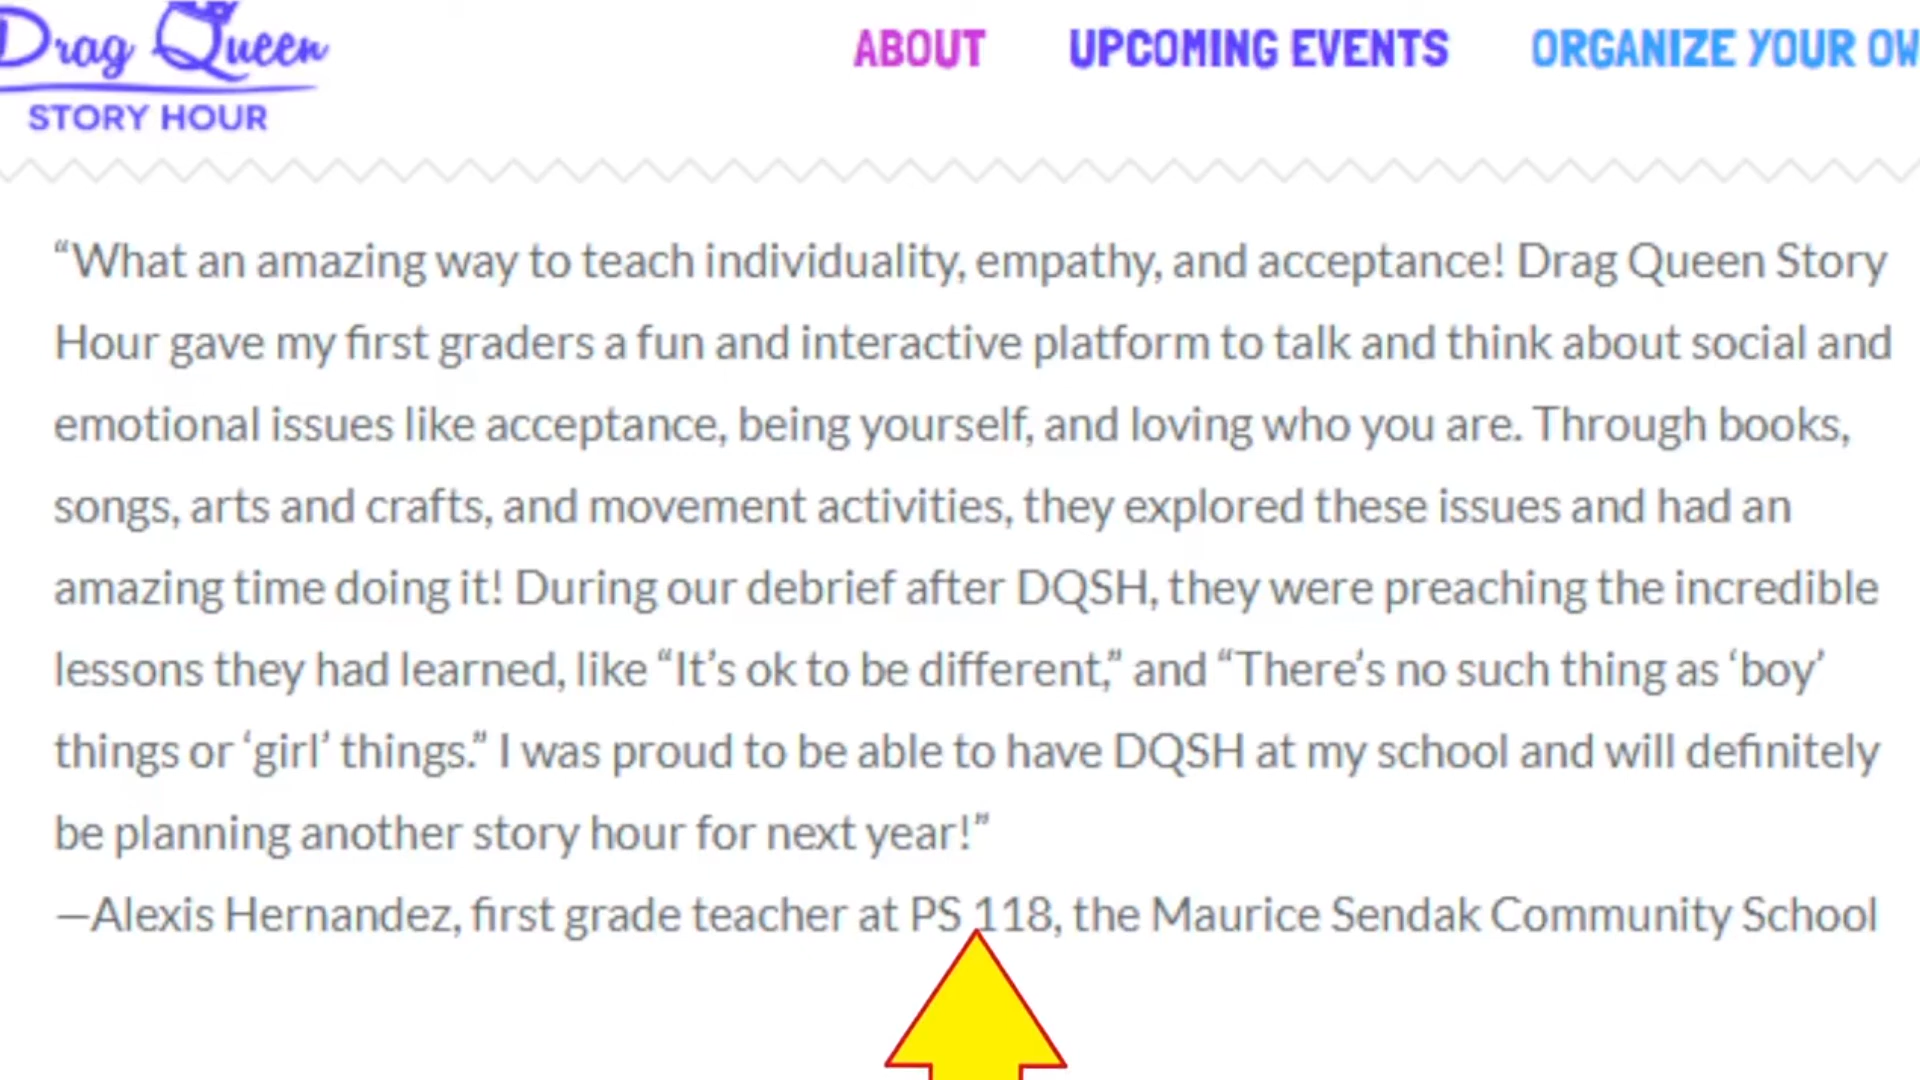 Drag Queen
STORY HOUR
ABOUT UPCOMING EVENTS ORGANIZE YOUR OW
“What an amazing way to teach individuality, empathy, and acceptance! Drag Queen Story
Hour gave my first graders a fun and interactive platform to talk and think about social and
emotional issues like acceptance, being yourself, and loving who you are. Through books,
songs, arts and crafts, and movement activities, they explored these issues and had an
amazing time doing it! During our debrief after DQSH, they were preaching the incredible
lessons they had learned, like “It’s ok to be different,” and “There’s no such thing as ‘boy’
things or ‘girl’ things.” I was proud to be able to have DQSH at my school and will definitely
be planning another story hour for next year!”
—Alexis Hernandez, first grade teacher at PS 118, the Maurice Sendak Community School